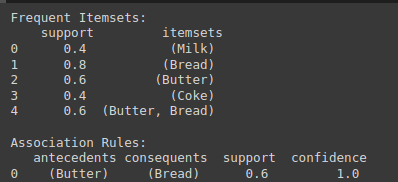 Frequent Itemsets:
support itemsets
0 0.4 (Milk)
1 0.8 (Bread)
2 0.6 (Butter)
3 0.4 (Coke)
4 0.6 (Butter, Bread)
Association Rules:
antecedents consequents support confidence
0 (Butter) (Bread) 0.6 1.0